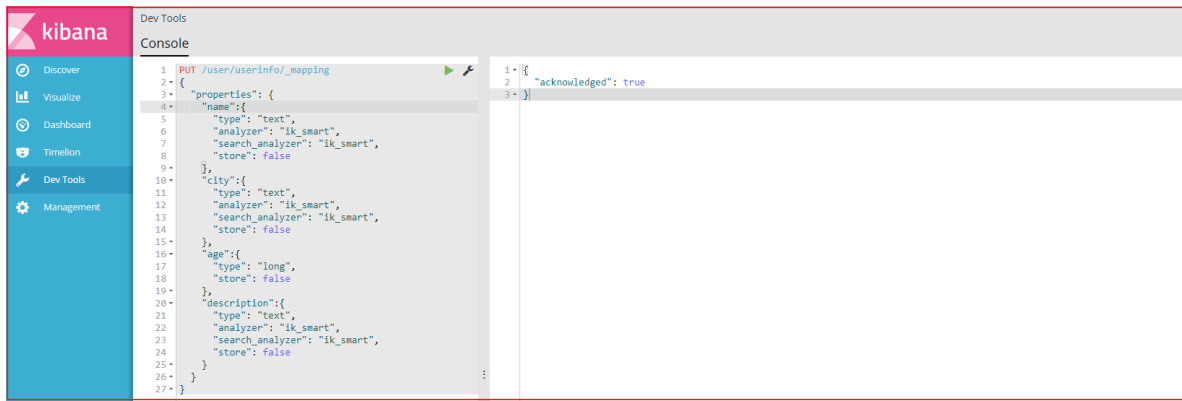 kibana
Discover
Visualize
Dashboard
Timelion
Dev Tools
Management
Dev Tools
Console
1 PUT /user/userinfo/_mapping
2 {
3 "properties": {
4 "name":{
5 "type": "text",
6 "analyzer": "ik_smart",
7 "search_analyzer": "ik_smart",
8 "store": false
9 },
10 "city":{
11 "type": "text",
12 "analyzer": "ik_smart",
13 "search_analyzer": "ik_smart",
14 "store": false
15 },
16 "age":{
17 "type": "long",
18 "store": false
19 },
20 "description":{
21 "type": "text",
22 "analyzer": "ik_smart",
23 "search_analyzer": "ik_smart",
24 "store": false
25 }
26 }
27 }
1 {
2 "acknowledged": true
3 }